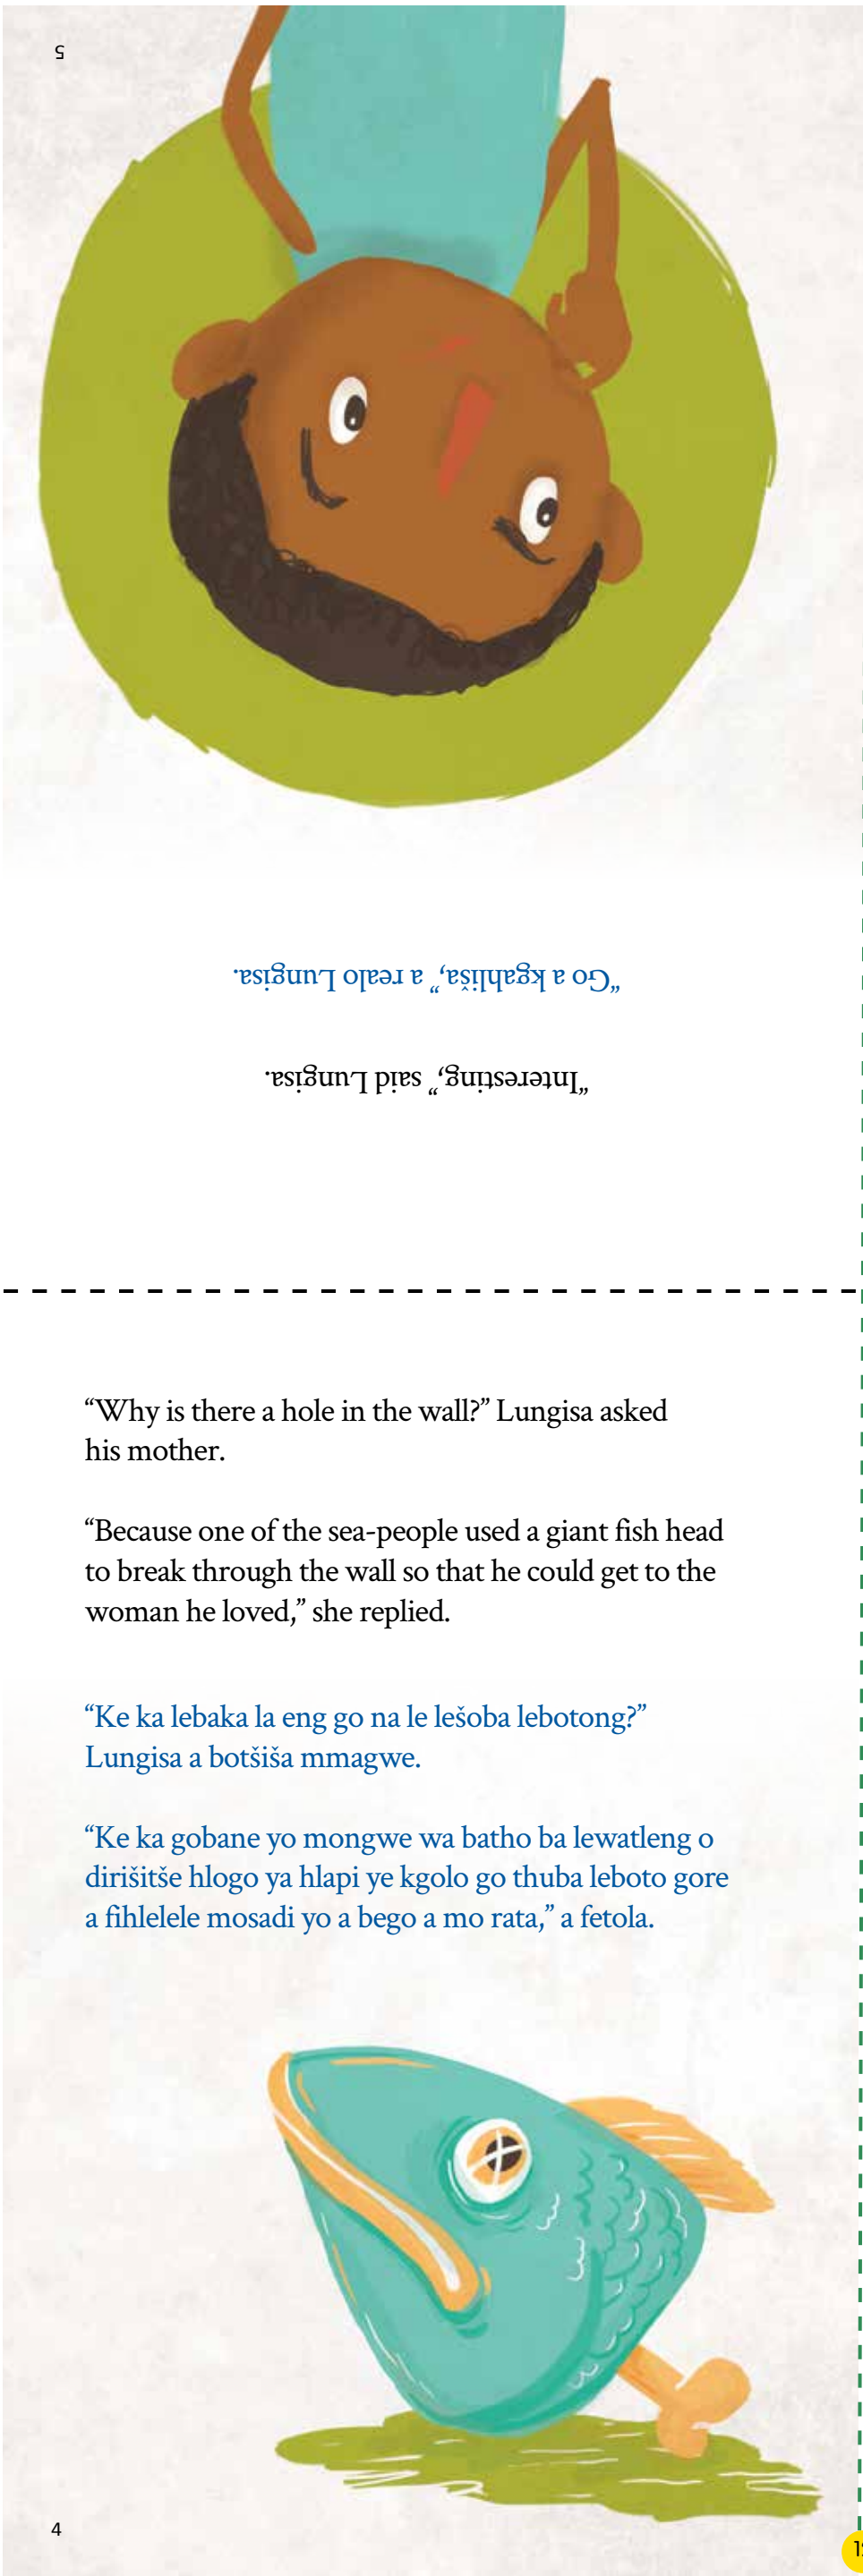 5
“Go a kgahliša,” a realo Lungisa.
“Interesting,” said Lungisa.
“Why is there a hole in the wall?” Lungisa asked
his mother.
“Because one of the sea-people used a giant fish head
to break through the wall so that he could get to the
woman he loved,” she replied.
“Ke ka lebaka la eng go na le lešoba lebotong?”
Lungisa a botšiša mmagwe.
“Ke ka gobane yo mongwe wa batho ba lewatleng o
dirišitše hlogo ya hlapi ye kgolo go thuba leboto gore
a fihlelele mosadi yo a bego a mo rata,” a fetola.
4